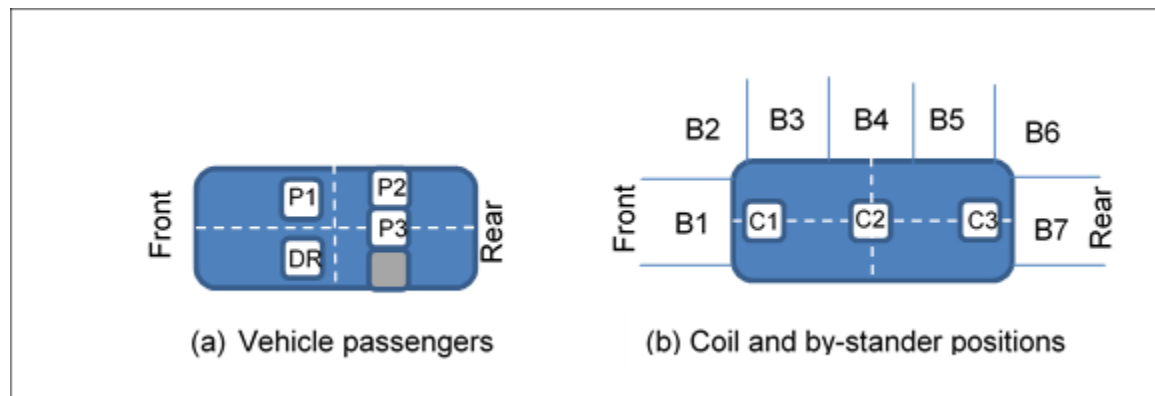 Front
P1
DR
P2
P3
Rear
(a) Vehicle passengers
B2
B3
B4
B5
B6
Front
B1
C1
C2
C3
B7
Rear
(b) Coil and by-stander positions